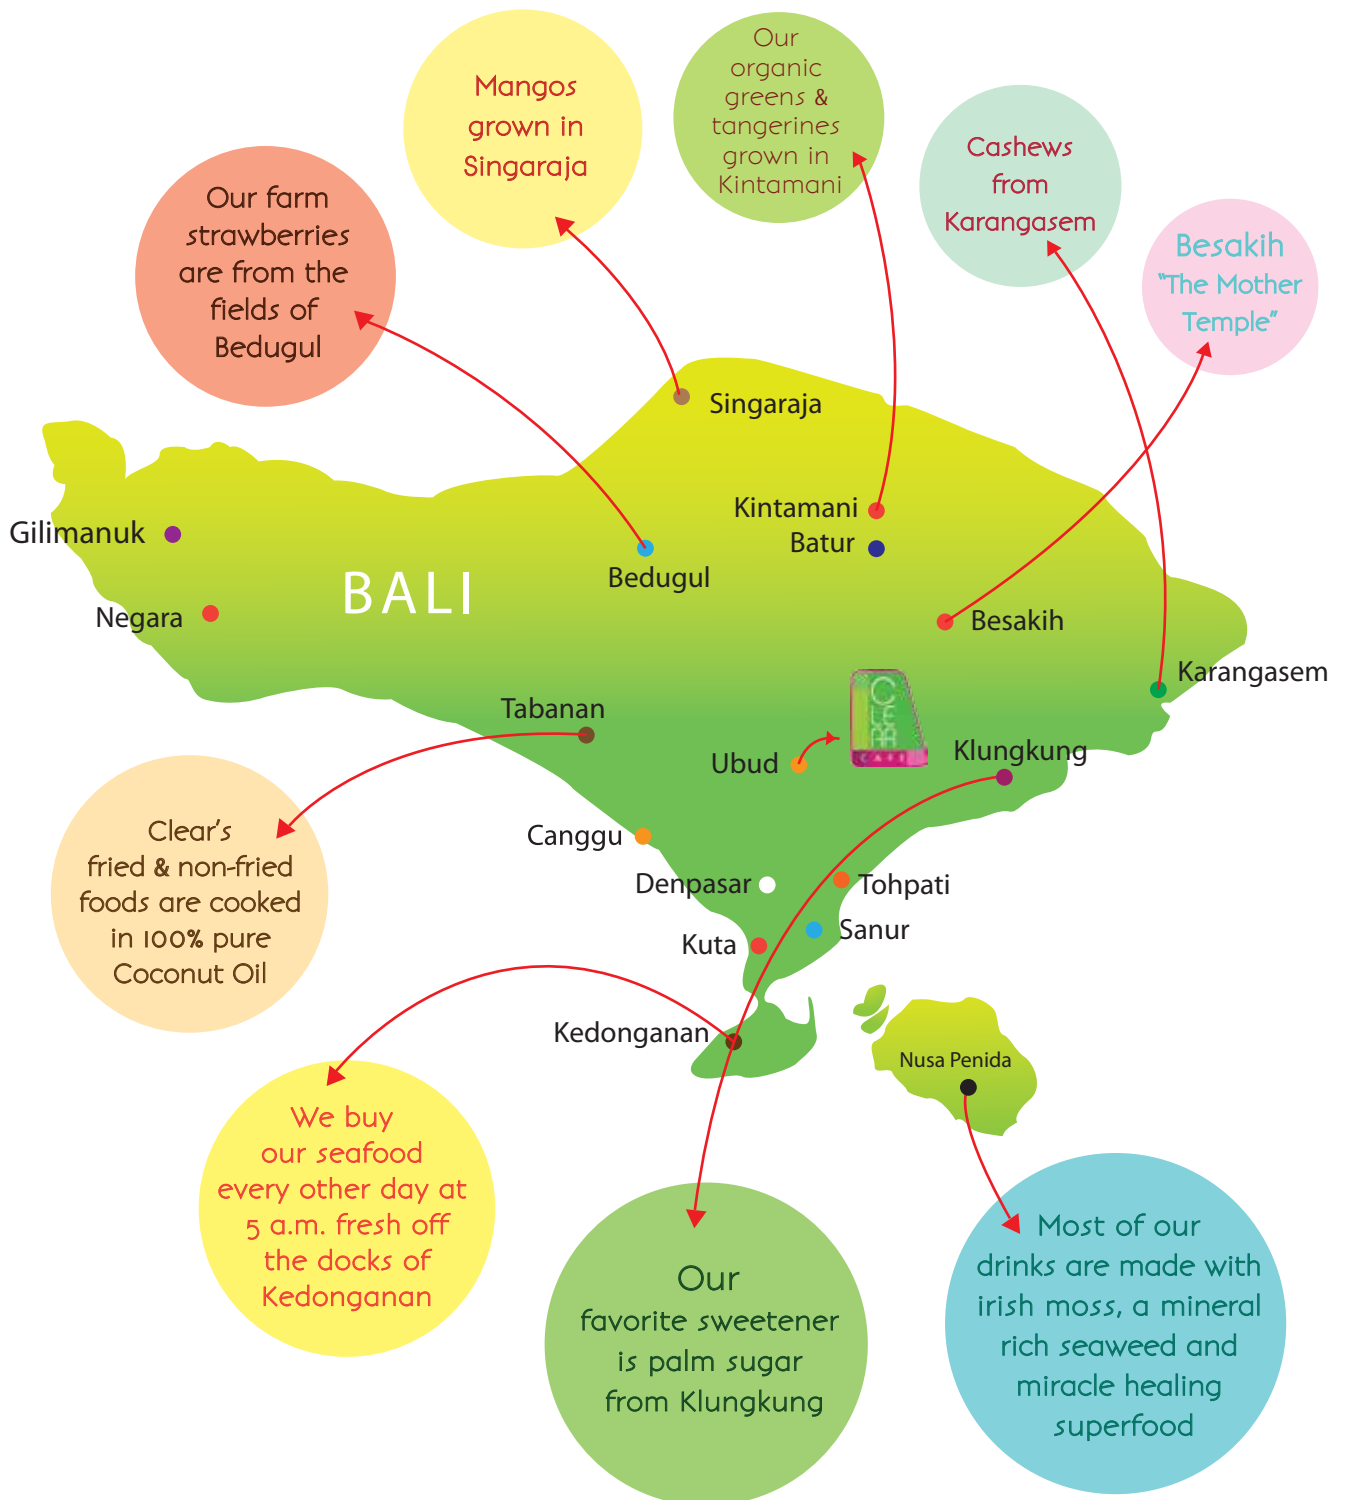 Our
organic
greens &
tangerines
grown in
Kintamani
Mangos
grown in
Singaraja
Cashews
from
Karangasem
Our farm
strawberries
are from the
fields of
Bedugul
Besakih
"The Mother
Temple"
Singaraja
Kintamani
Batur
Gilimanuk
Bedugul
BALI
Negara
Besakih
Karangasem
Tabanan
CAFE
Ubud
Klungkung
Canggu
Denpasar
Tohpati
Sanur
Kuta
Kedonganan
Nusa Penida
Clear's
fried & non-fried
foods are cooked
in 100% pure
Coconut Oil
We buy
our seafood
every other day at
5 a.m. fresh off
the docks of
Kedonganan
Our
favorite sweetener
is palm sugar
from Klungkung
Most of our
drinks are made with
irish moss, a mineral
rich seaweed and
miracle healing
superfood